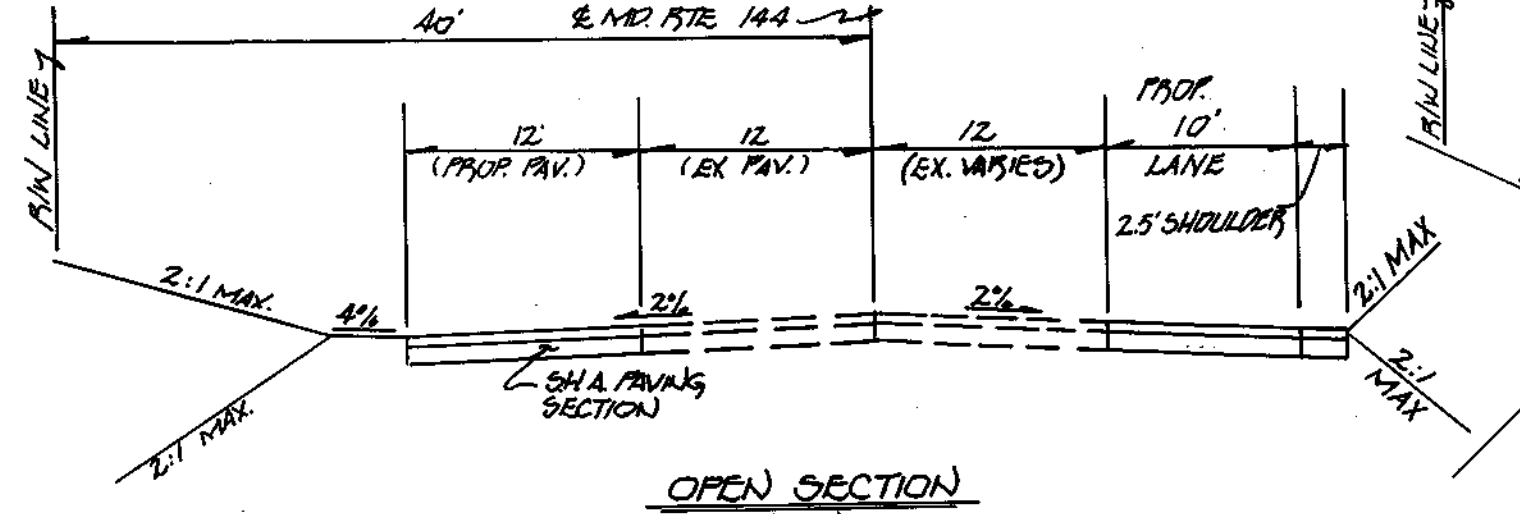 40'
℄ MD. RTE 144
R/W LINE
R/W LINE
PROP.
12'
12
12
10'
(PROP. PAV.)
(EX PAV.)
(EX. VARIES)
LANE
2.5' SHOULDER
2:1 MAX.
4%
2%
2%
2:1 MAX
S.H.A. PAVING
SECTION
2:1 MAX.
2:1
MAX
OPEN SECTION